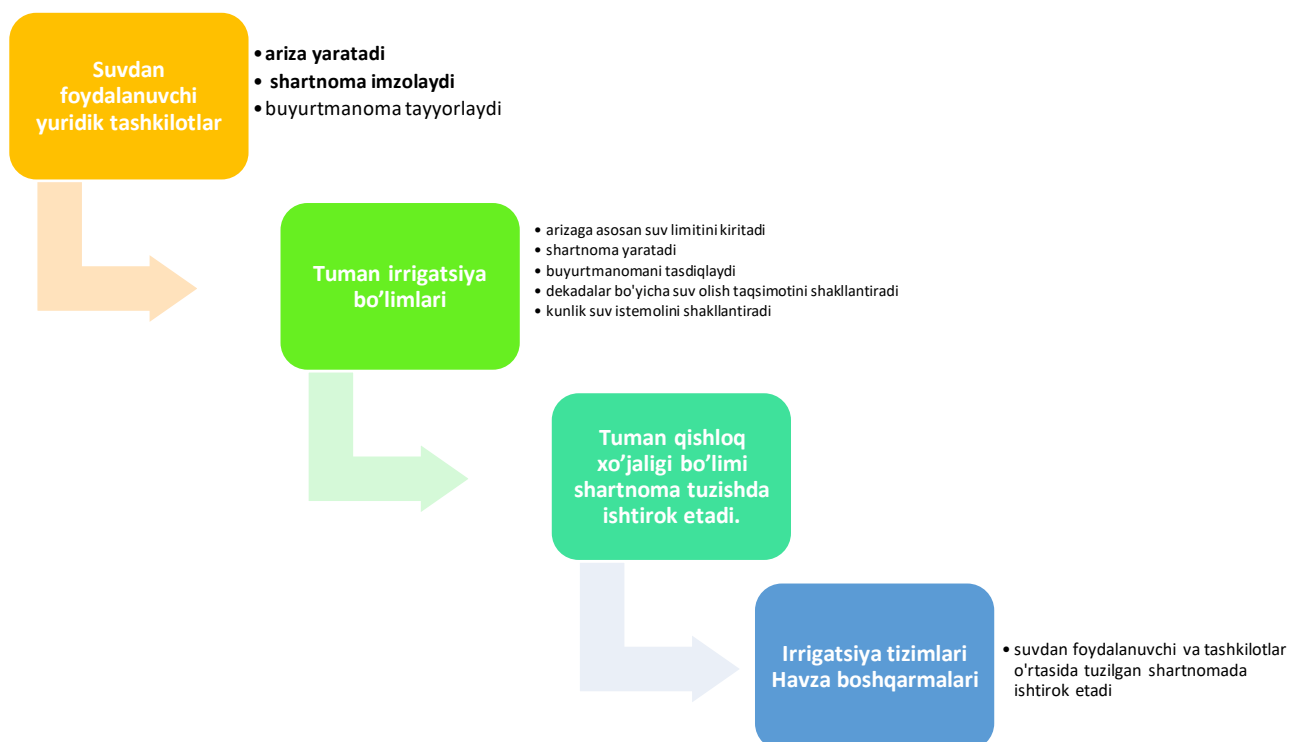 Suvdan
foydalanuvchi
yuridik tashkilotlar
• ariza yaratadi
• shartnoma imzolaydi
• buyurtmanoma tayyorlaydi
Tuman irrigatsiya
bo’limlari
• arizaga asosan suv limitini kiritadi
• shartnoma yaratadi
• buyurtmanomani tasdiqlaydi
• dekadalar bo'yicha suv olish taqsimotini shakllantiradi
• kunlik suv istemolini shakllantiradi
Tuman qishloq
xo’jaligi bo’limi
shartnoma tuzishda
ishtirok etadi.
Irrigatsiya tizimlari
Havza boshqarmalari
• suvdan foydalanuvchi va tashkilotlar
o'rtasida tuzilgan shartnomada
ishtirok etadi